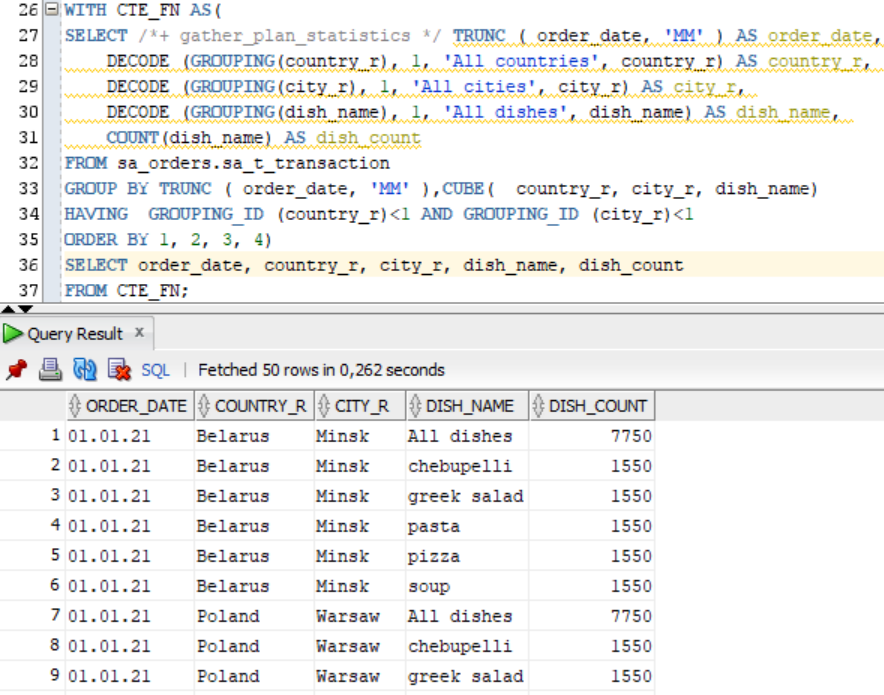 26 WITH CTE_FN AS(
27 SELECT /*+ gather_plan_statistics */ TRUNC ( order_date, 'MM' ) AS order_date,
28 DECODE (GROUPING(country_r), 1, 'All countries', country_r) AS country_r,
29 DECODE (GROUPING(city_r), 1, 'All cities', city_r) AS city_r,
30 DECODE (GROUPING(dish_name), 1, 'All dishes', dish_name) AS dish_name,
31 COUNT(dish_name) AS dish_count
32 FROM sa_orders.sa_t_transaction
33 GROUP BY TRUNC ( order_date, 'MM' ),CUBE( country_r, city_r, dish_name)
34 HAVING GROUPING_ID (country_r)<1 AND GROUPING_ID (city_r)<1
35 ORDER BY 1, 2, 3, 4)
36 SELECT order_date, country_r, city_r, dish_name, dish_count
37 FROM CTE_FN;
Query Result x
SQL | Fetched 50 rows in 0,262 seconds
ORDER_DATE COUNTRY_R CITY_R DISH_NAME DISH_COUNT
1 01.01.21 Belarus Minsk All dishes 7750
2 01.01.21 Belarus Minsk chebupelli 1550
3 01.01.21 Belarus Minsk greek salad 1550
4 01.01.21 Belarus Minsk pasta 1550
5 01.01.21 Belarus Minsk pizza 1550
6 01.01.21 Belarus Minsk soup 1550
7 01.01.21 Poland Warsaw All dishes 7750
8 01.01.21 Poland Warsaw chebupelli 1550
9 01.01.21 Poland Warsaw greek salad 1550